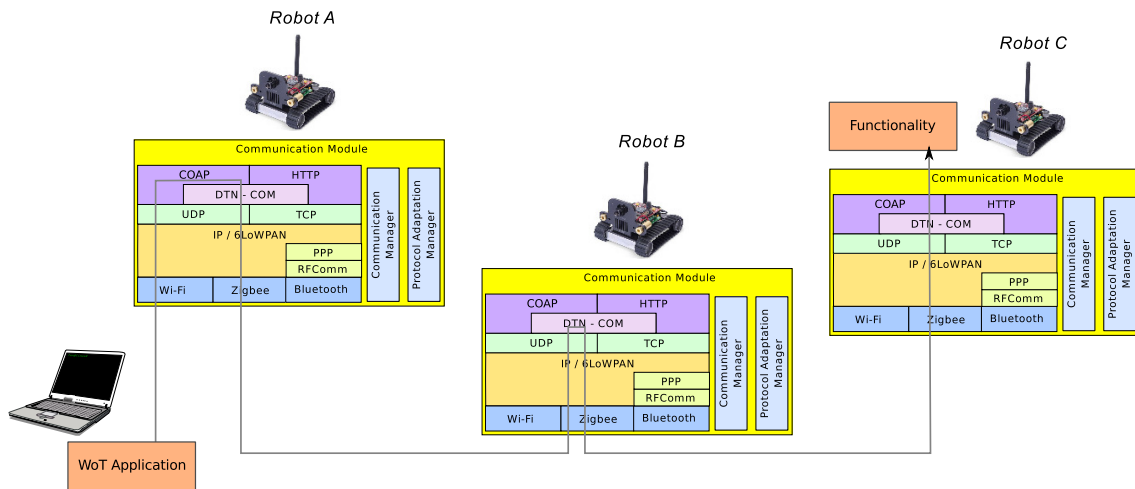 Robot A
Communication Module
COAP
HTTP
DTN - COM
UDP
TCP
IP / 6LoWPAN
PPP
RFComm
Wi-Fi
Zigbee
Bluetooth
Communication
Manager
Protocol Adaptation
Manager
Robot B
Communication Module
COAP
HTTP
DTN - COM
UDP
TCP
IP / 6LoWPAN
PPP
RFComm
Wi-Fi
Zigbee
Bluetooth
Communication
Manager
Protocol Adaptation
Manager
Robot C
Functionality
Communication Module
COAP
HTTP
DTN - COM
UDP
TCP
IP / 6LoWPAN
PPP
RFComm
Wi-Fi
Zigbee
Bluetooth
Communication
Manager
Protocol Adaptation
Manager
WoT Application